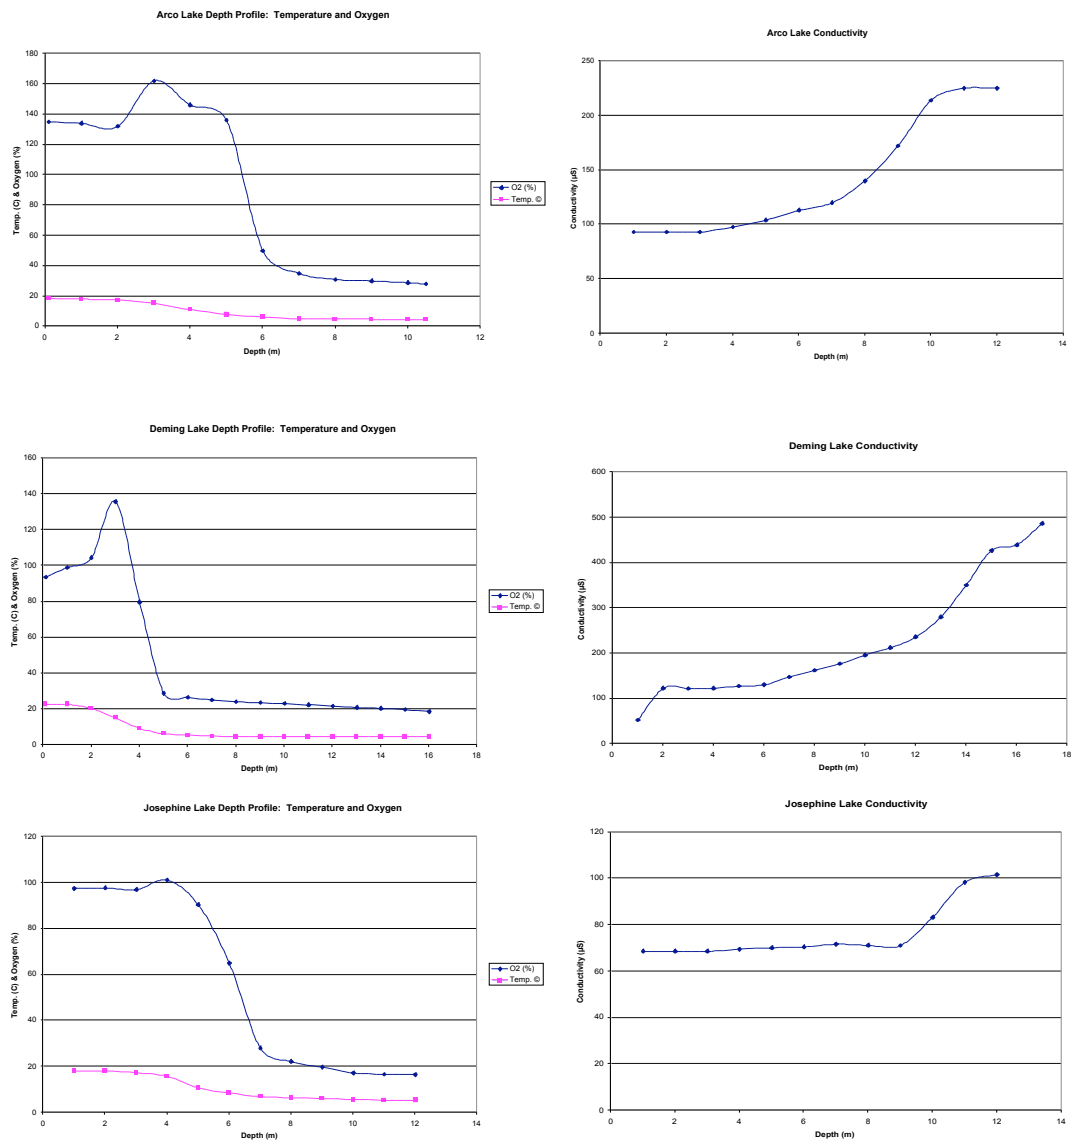 Arco Lake Depth Profile: Temperature and Oxygen
180
160
140
120
100
80
60
40
20
0
Temp. (C) & Oxygen (%)
0 2 4 6 8 10 12
Depth (m)
O2 (%)
Temp. ©
Arco Lake Conductivity
250
200
150
100
50
0
Conductivity (µS)
0 2 4 6 8 10 12 14
Depth (m)
Deming Lake Depth Profile: Temperature and Oxygen
160
140
120
100
80
60
40
20
0
Temp. (C) & Oxygen (%)
0 2 4 6 8 10 12 14 16 18
Depth (m)
O2 (%)
Temp. ©
Deming Lake Conductivity
600
500
400
300
200
100
0
Conductivity (µS)
0 2 4 6 8 10 12 14 16 18
Depth (m)
Josephine Lake Depth Profile: Temperature and Oxygen
120
100
80
60
40
20
0
Temp. (C) & Oxygen (%)
0 2 4 6 8 10 12 14
Depth (m)
O2 (%)
Temp. ©
Josephine Lake Conductivity
120
100
80
60
40
20
0
Conductivity (µS)
0 2 4 6 8 10 12 14
Depth (m)